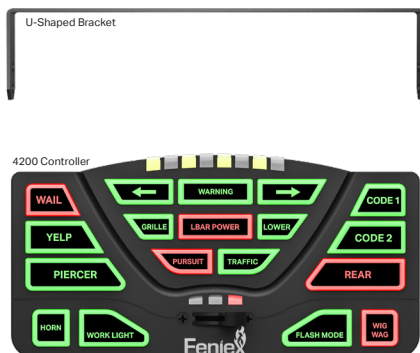 U-Shaped Bracket
4200 Controller
WAIL
WARNING
CODE 1
YELP
GRILLE
LBAR POWER
LOWER
CODE 2
PIERCER
PURSUIT
TRAFFIC
REAR
HORN
WORK LIGHT
FLASH MODE
WIG
WAG
Feniex